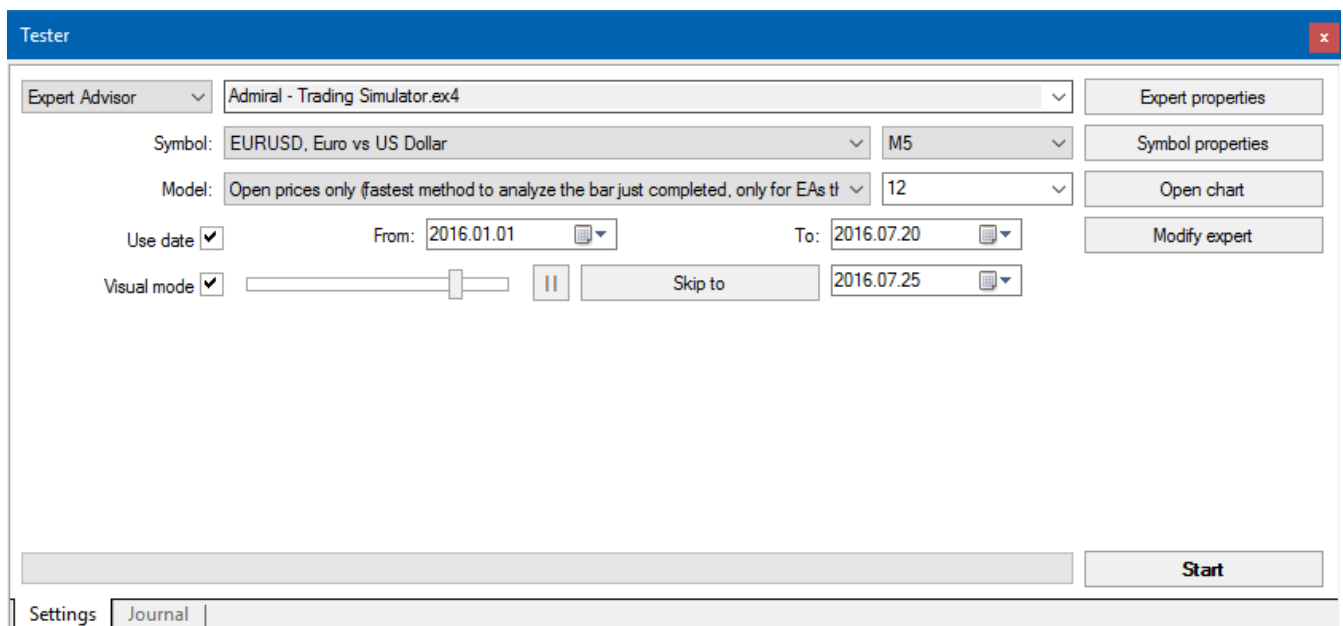 Tester
x
Expert Advisor Admiral - Trading Simulator.ex4 Expert properties
Symbol: EURUSD, Euro vs US Dollar M5 Symbol properties
Model: Open prices only (fastest method to analyze the bar just completed, only for EAs th 12 Open chart
Use date From: 2016.01.01 To: 2016.07.20 Modify expert
Visual mode Skip to 2016.07.25
Start
Settings Journal